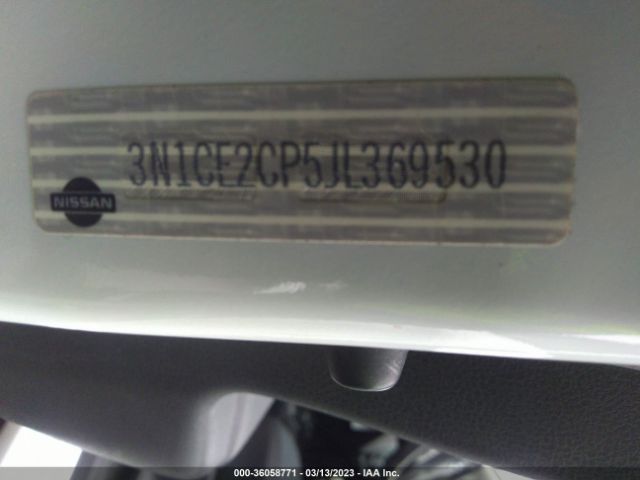 3N1CE2CP5JL369530
NISSAN
000-36058771 - 03/13/2023 - IAA Inc.